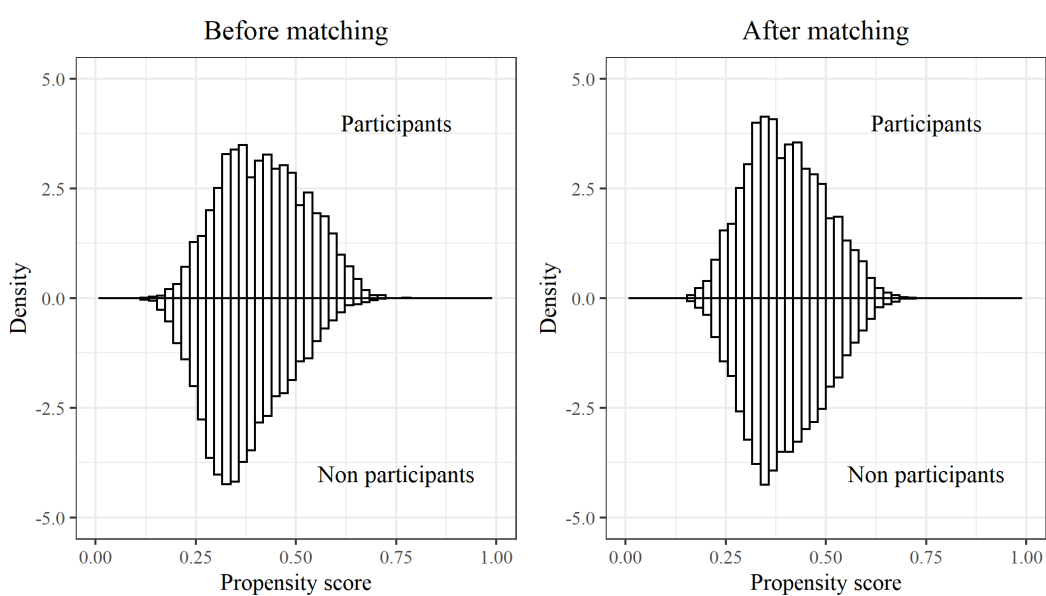 Before matching
5.0
2.5
0.0
-2.5
-5.0
Density
Participants
Non participants
0.00 0.25 0.50 0.75 1.00
Propensity score
After matching
5.0
2.5
0.0
-2.5
-5.0
Density
Participants
Non participants
0.00 0.25 0.50 0.75 1.00
Propensity score